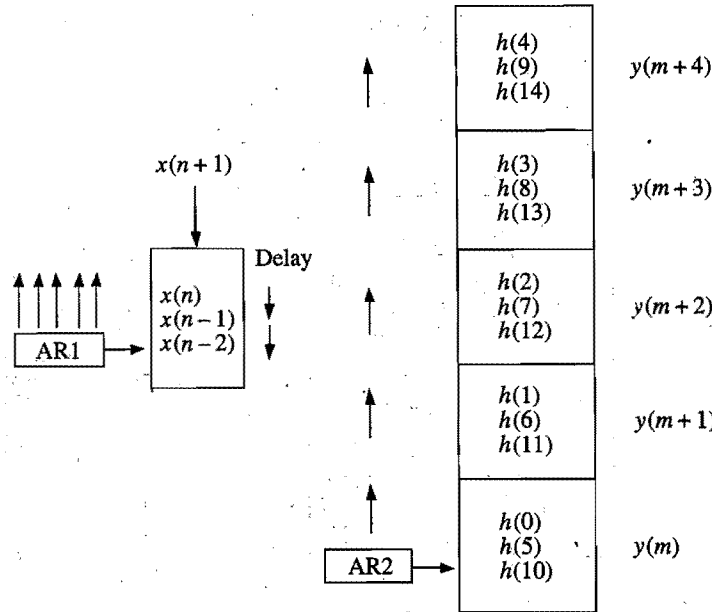 h(4)
h(9)
h(14)
y(m + 4)
x(n + 1)
h(3)
h(8)
h(13)
y(m + 3)
Delay
x(n)
x(n − 1)
x(n − 2)
AR1
h(2)
h(7)
h(12)
y(m + 2)
h(1)
h(6)
h(11)
y(m + 1)
h(0)
h(5)
h(10)
y(m)
AR2